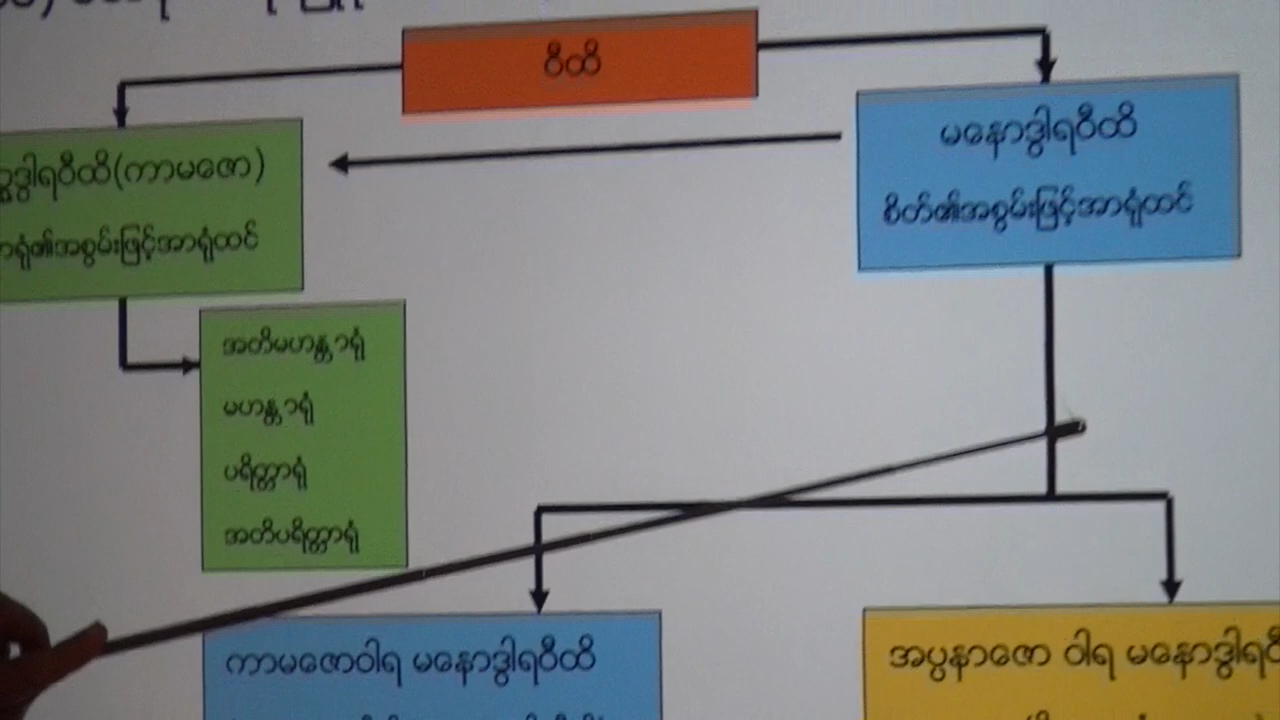 ဝီထိ
မနောဒွါရဝီထိ
စိတ်၏အစွမ်းဖြင့်အာရုံထင်
ဉ္စဒွါရဝီထိ(ကာမဇော)
ာရုံ၏အစွမ်းဖြင့်အာရုံထင်
အတိမဟန္တာရုံ
မဟန္တာရုံ
ပရိတ္တာရုံ
အတိပရိတ္တာရုံ
ကာမဇောဝါရ မနောဒွါရဝီထိ
အပ္ပနာဇော ဝါရ မနောဒွါရဝီ